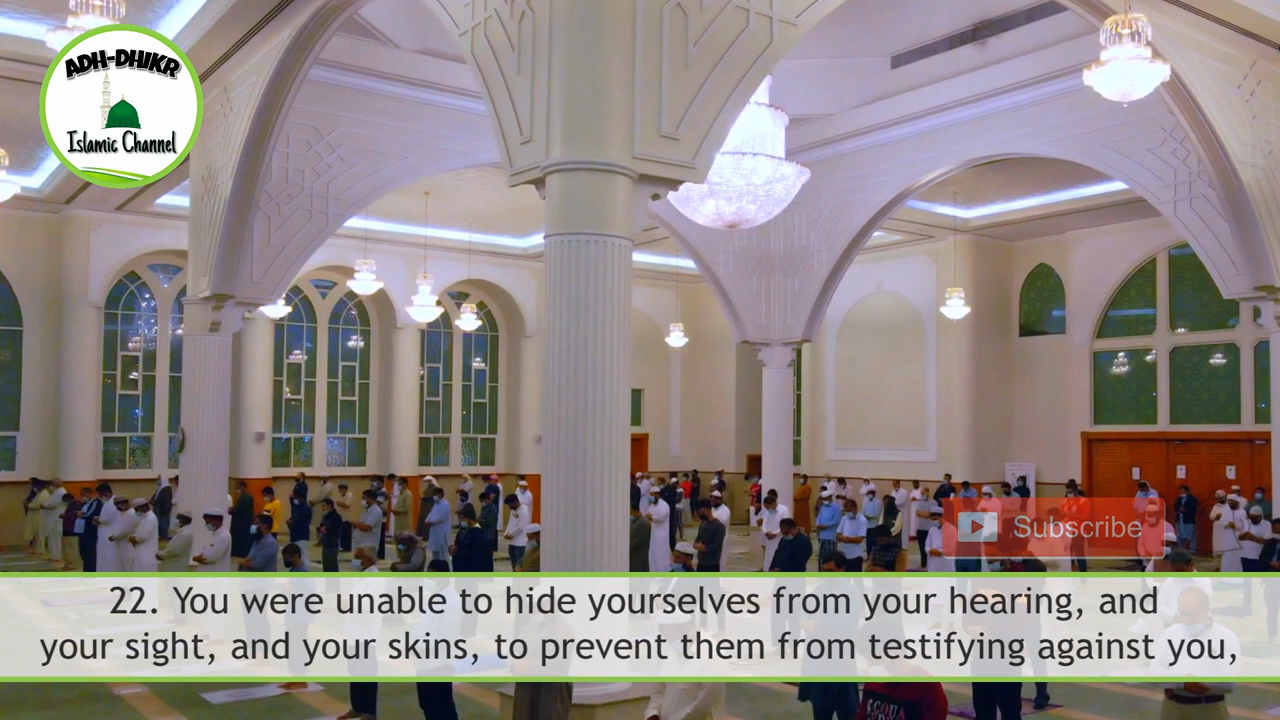 ADH-DHIKR
Islamic Channel
Subscribe
22. You were unable to hide yourselves from your hearing, and
your sight, and your skins, to prevent them from testifying against you,